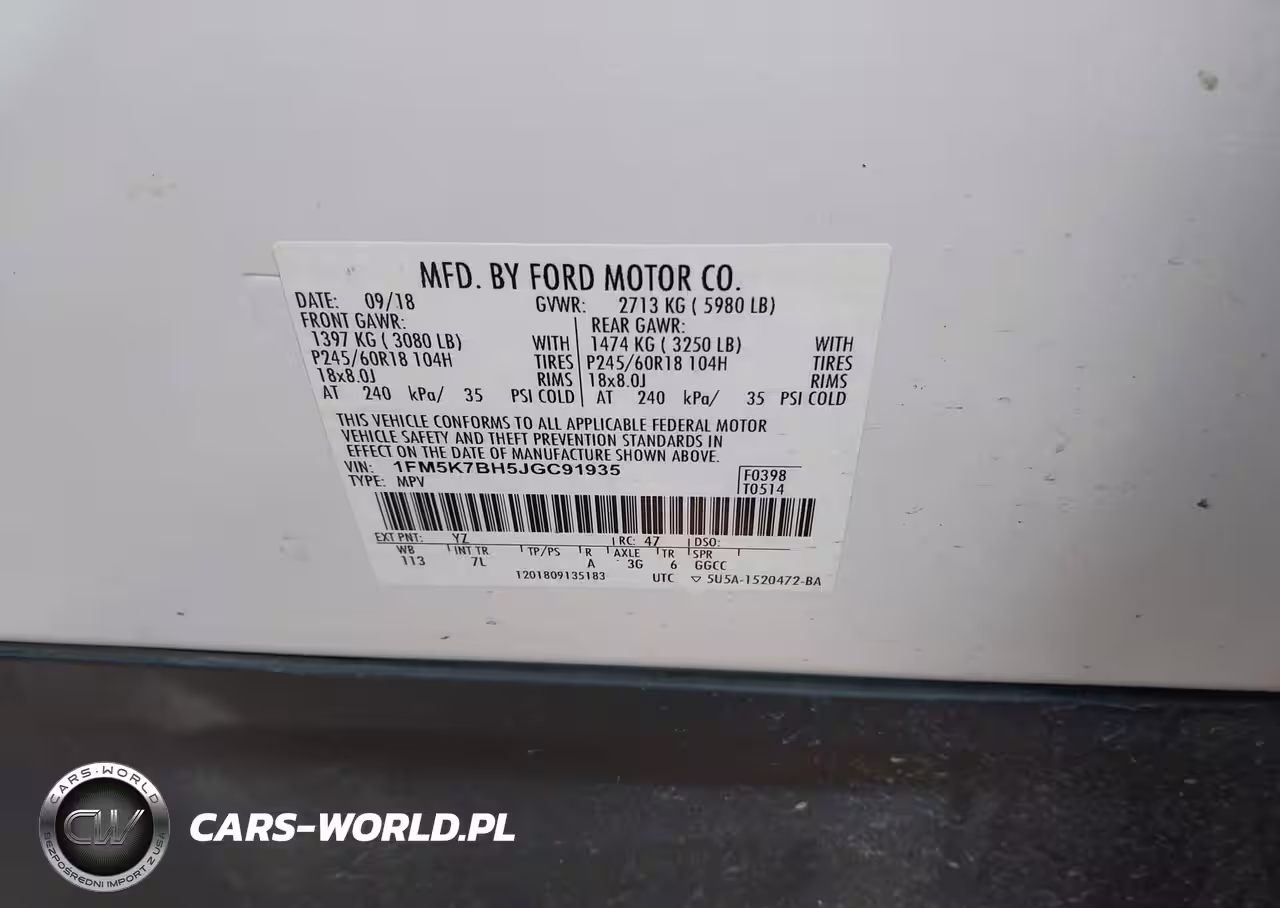 MFD. BY FORD MOTOR CO.
DATE: 09/18 GVWR: 2713 KG ( 5980 LB)
FRONT GAWR: REAR GAWR:
1397 KG ( 3080 LB) WITH 1474 KG ( 3250 LB) WITH
P245/60R18 104H TIRES P245/60R18 104H TIRES
18x8.0J RIMS 18x8.0J RIMS
AT 240 kPa/ 35 PSI COLD AT 240 kPa/ 35 PSI COLD
THIS VEHICLE CONFORMS TO ALL APPLICABLE FEDERAL MOTOR
VEHICLE SAFETY AND THEFT PREVENTION STANDARDS IN
EFFECT ON THE DATE OF MANUFACTURE SHOWN ABOVE.
VIN: 1FM5K7BH5JGC91935 F0398
TYPE: MPV T0514
EXT PNT: YZ RC: 47 DSO:
WB INT TR TP/PS R AXLE TR SPR
113 7L A 3G 6 GGCC
1201809135183 UTC ▽ 5U5A-1520472-BA
CARS-WORLD
CW
BEZPOŚREDNI IMPORT Z USA
CARS-WORLD.PL